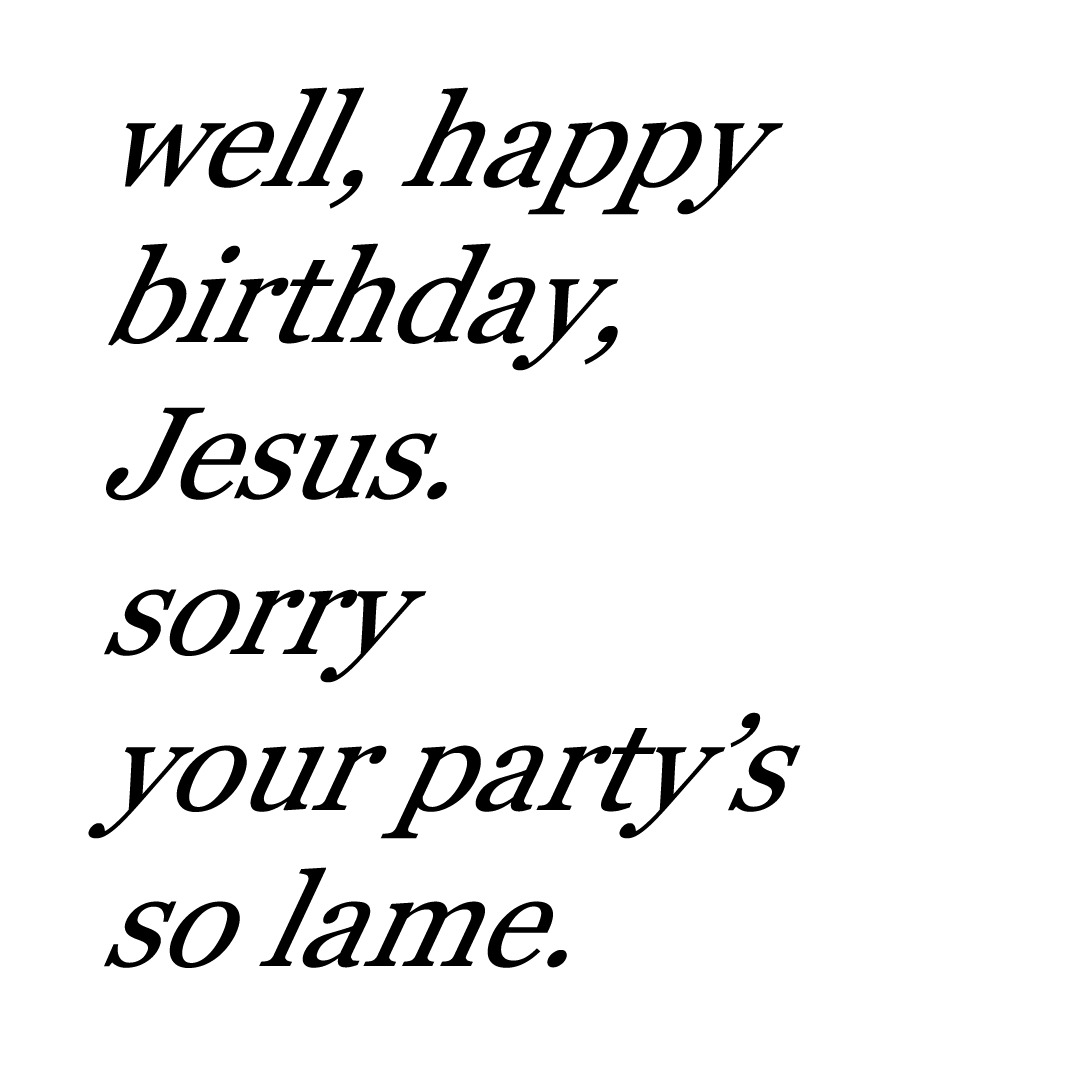 well, happy
birthday,
Jesus.
sorry
your party’s
so lame.